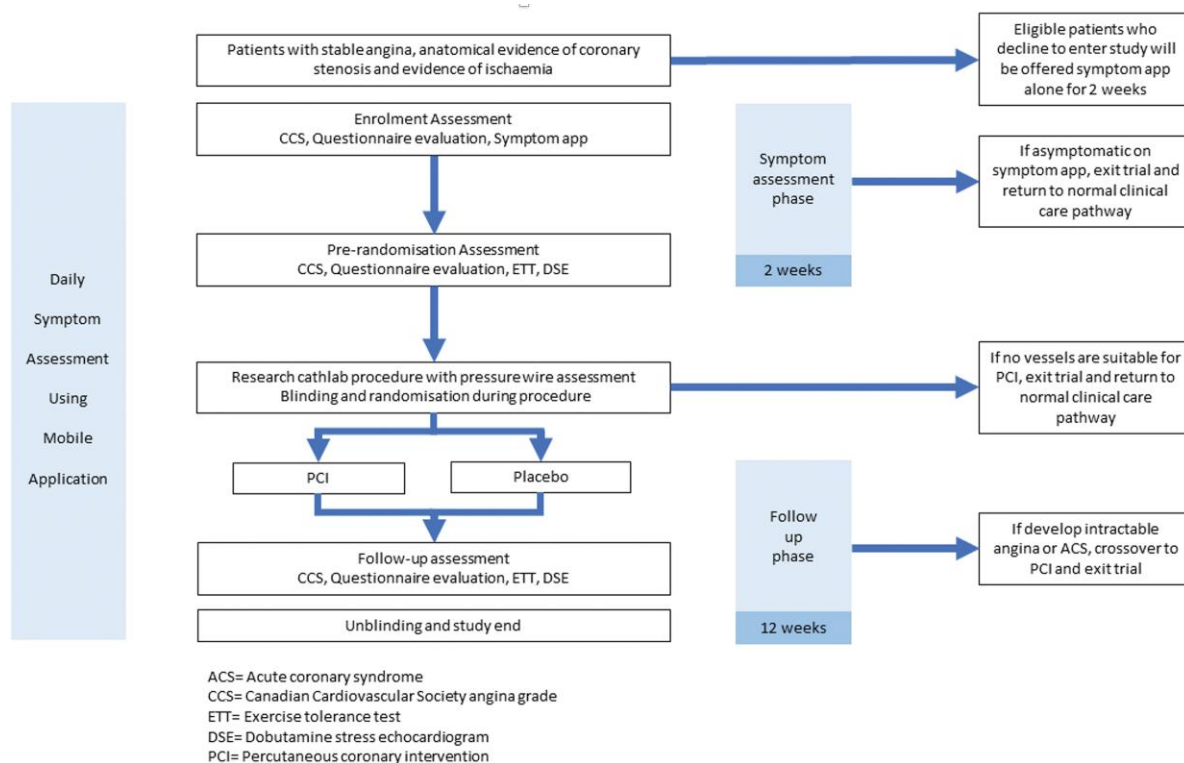 Patients with stable angina, anatomical evidence of coronary
stenosis and evidence of ischaemia
Eligible patients who
decline to enter study will
be offered symptom app
alone for 2 weeks
Enrolment Assessment
CCS, Questionnaire evaluation, Symptom app
Symptom
assessment
phase
2 weeks
If asymptomatic on
symptom app, exit trial and
return to normal clinical
care pathway
Pre-randomisation Assessment
CCS, Questionnaire evaluation, ETT, DSE
Daily
Symptom
Assessment
Using
Mobile
Application
Research cathlab procedure with pressure wire assessment
Blinding and randomisation during procedure
If no vessels are suitable for
PCI, exit trial and return to
normal clinical care
pathway
PCI
Placebo
Follow
up
phase
12 weeks
If develop intractable
angina or ACS, crossover to
PCI and exit trial
Follow-up assessment
CCS, Questionnaire evaluation, ETT, DSE
Unblinding and study end
ACS= Acute coronary syndrome
CCS= Canadian Cardiovascular Society angina grade
ETT= Exercise tolerance test
DSE= Dobutamine stress echocardiogram
PCI= Percutaneous coronary intervention